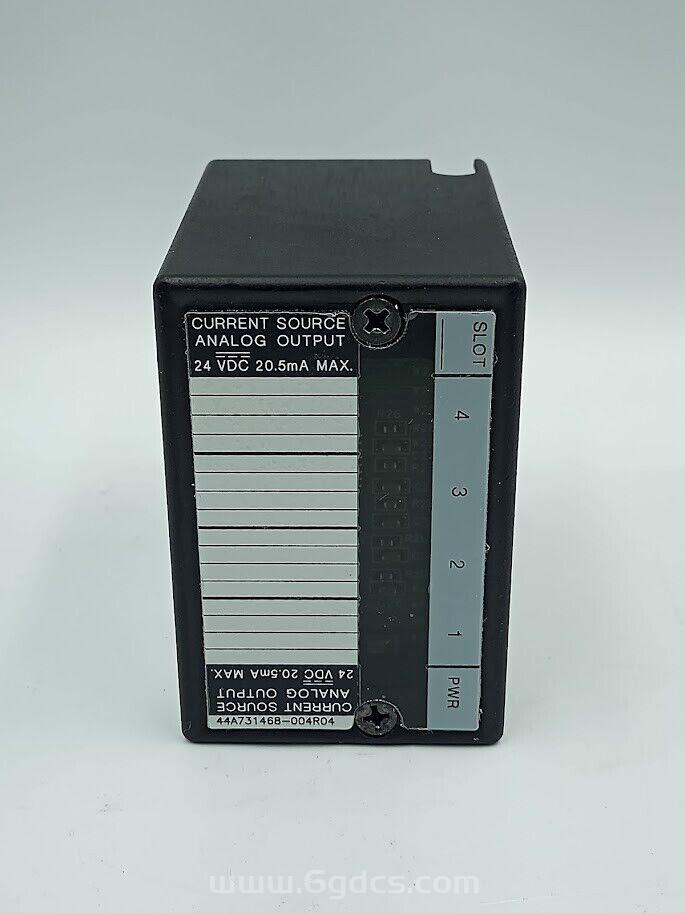 CURRENT SOURCE
ANALOG OUTPUT
24 VDC 20.5mA MAX.
SLOT
4
3
2
1
PWR
R26
24 VDC 20.5mA MAX.
ANALOG OUTPUT
CURRENT SOURCE
44A731468-004R04
www.6gdcs.com